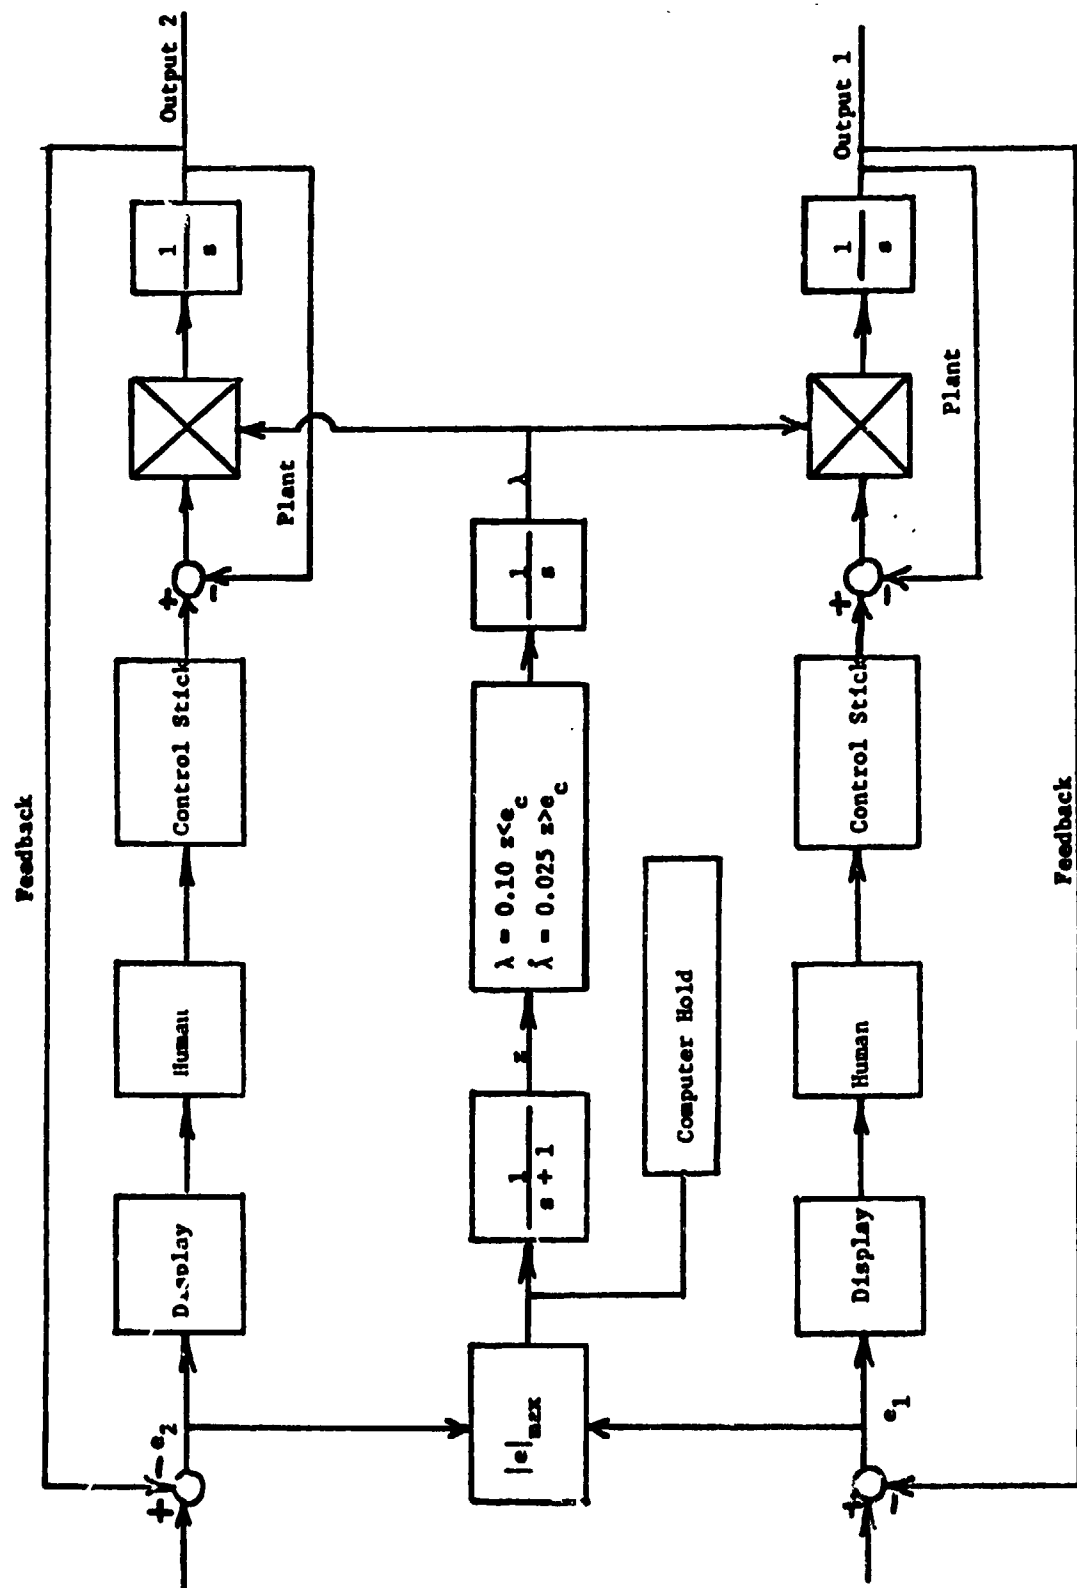 Feedback
+
-
e2
Display
Human
Control Stick
+
-
Plant
1
s
Output 2
|e|max
1
s + 1
z
λ = 0.10 z<ec
λ̇ = 0.025 z>ec
1
s
λ
Computer Hold
+
-
e1
Display
Human
Control Stick
+
-
Plant
1
s
Output 1
Feedback